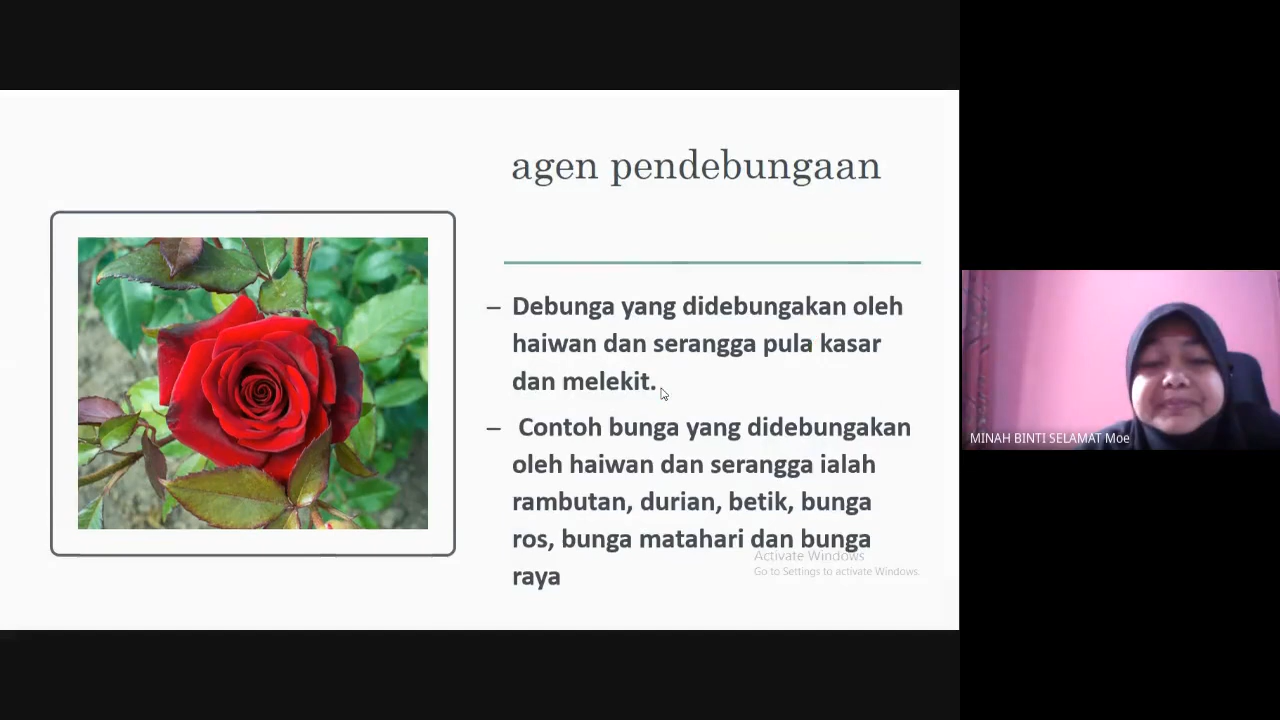 agen pendebungaan
– Debunga yang didebungakan oleh
haiwan dan serangga pula kasar
dan melekit.
– Contoh bunga yang didebungakan
oleh haiwan dan serangga ialah
rambutan, durian, betik, bunga
ros, bunga matahari dan bunga
raya
Activate Windows
Go to Settings to activate Windows.
MINAH BINTI SELAMAT Moe